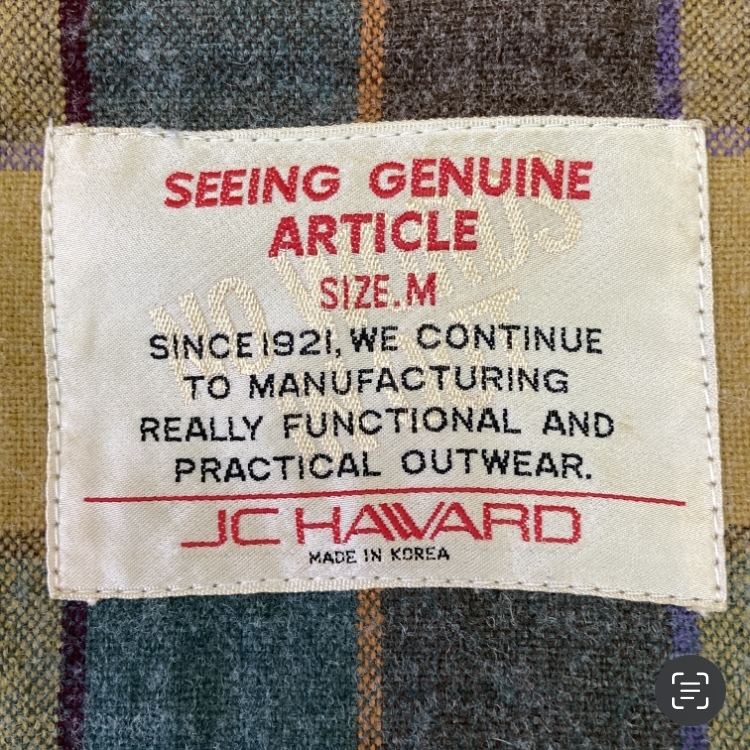 SEEING GENUINE
ARTICLE
SIZE.M
SINCE 1921, WE CONTINUE
TO MANUFACTURING
REALLY FUNCTIONAL AND
PRACTICAL OUTWEAR.
JC HAWARD
MADE IN KOREA